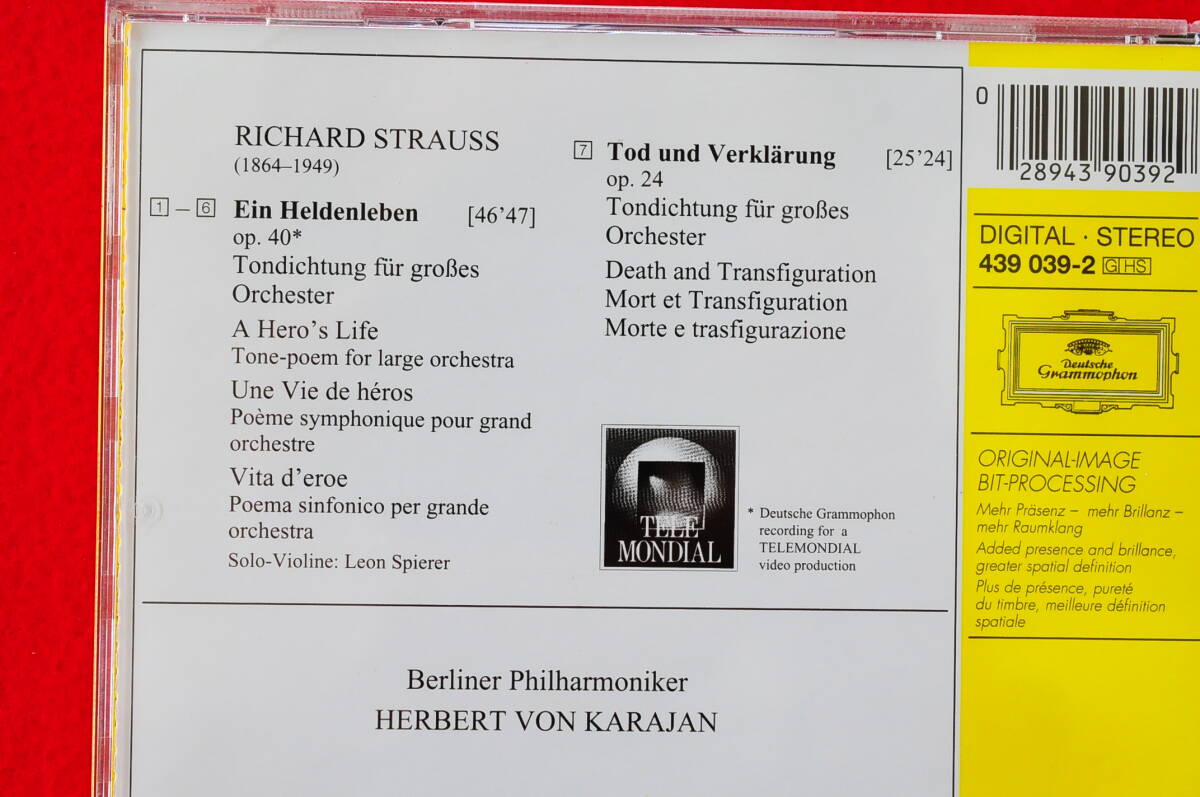 RICHARD STRAUSS
(1864–1949)
1 – 6 Ein Heldenleben [46'47]
op. 40*
Tondichtung für großes
Orchester
A Hero's Life
Tone-poem for large orchestra
Une Vie de héros
Poème symphonique pour grand
orchestre
Vita d'eroe
Poema sinfonico per grande
orchestra
Solo-Violine: Leon Spierer
7 Tod und Verklärung [25'24]
op. 24
Tondichtung für großes
Orchester
Death and Transfiguration
Mort et Transfiguration
Morte e trasfigurazione
TELE
MONDIAL
* Deutsche Grammophon
recording for a
TELEMONDIAL
video production
Berliner Philharmoniker
HERBERT VON KARAJAN
0 28943 90392
DIGITAL · STEREO
439 039-2 G HS
Deutsche
Grammophon
ORIGINAL-IMAGE
BIT-PROCESSING
Mehr Präsenz – mehr Brillanz –
mehr Raumklang
Added presence and brillance,
greater spatial definition
Plus de présence, pureté
du timbre, meilleure définition
spatiale